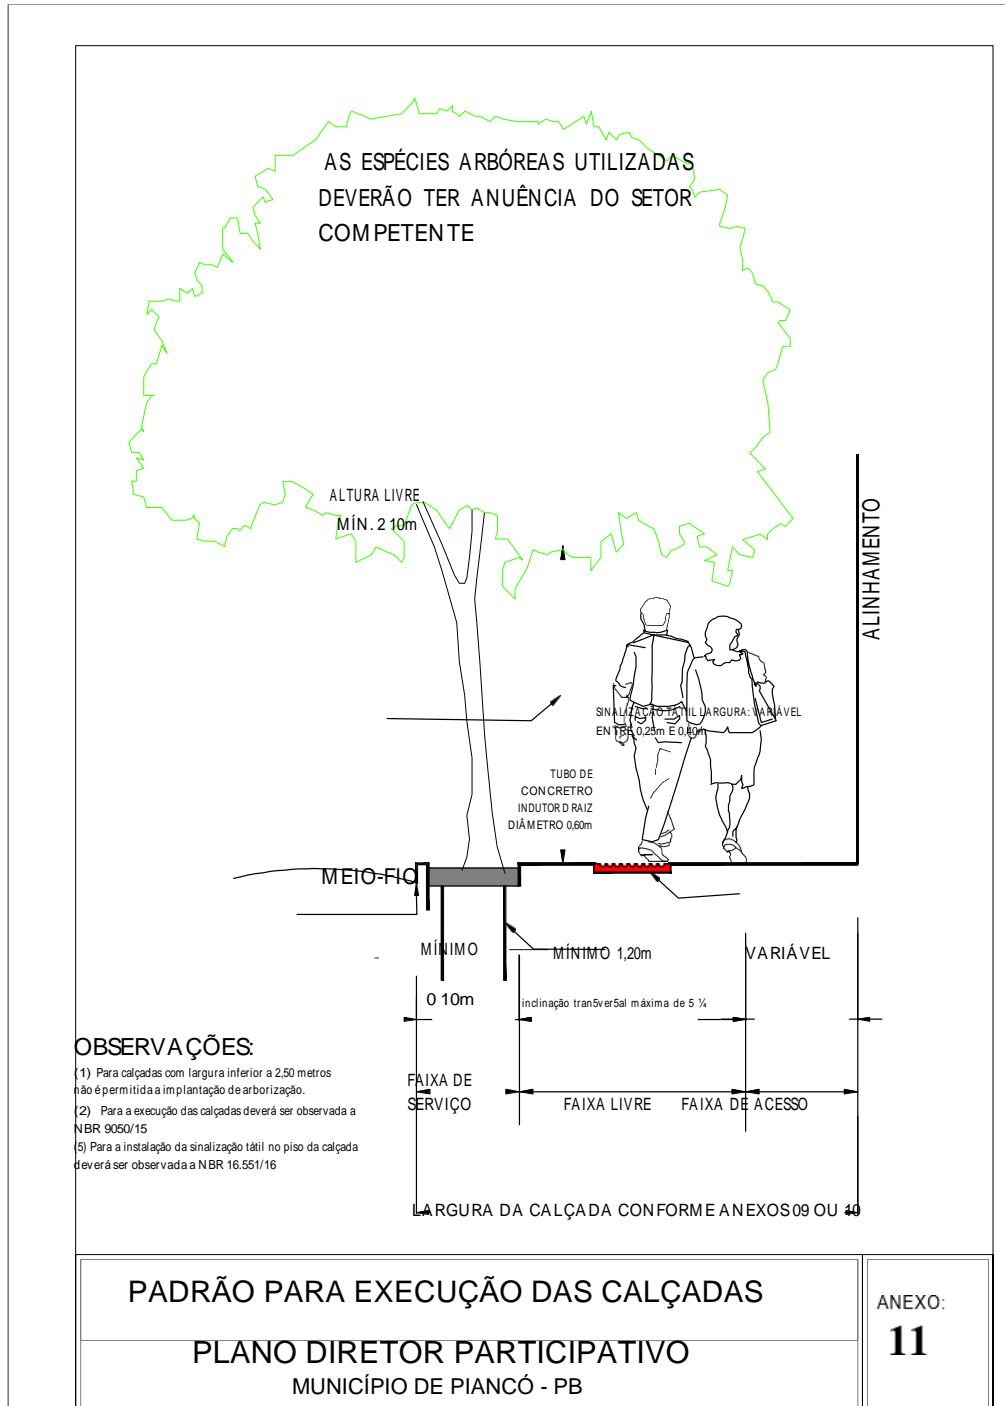 AS ESPÉCIES ARBÓREAS UTILIZADAS
DEVERÃO TER ANUÊNCIA DO SETOR
COMPETENTE
ALTURA LIVRE
MÍN. 2 10m
ALINHAMENTO
SINALIZAÇÃO TÁTIL LARGURA: VARIÁVEL
ENTRE 0,25m E 0,40m
TUBO DE
CONCRETRO
INDUTOR D RAIZ
DIÂMETRO 0,60m
MEIO-FIO
MÍNIMO
MÍNIMO 1,20m
VARIÁVEL
0 10m
inclinação tran5ver5al máxima de 5 ¼
OBSERVAÇÕES:
(1) Para calçadas com largura inferior a 2,50 metros
não é permitida a implantação de arborização.
(2) Para a execução das calçadas deverá ser observada a
NBR 9050/15
(5) Para a instalação da sinalização tátil no piso da calçada
deverá ser observada a NBR 16.551/16
FAIXA DE
SERVIÇO
FAIXA LIVRE
FAIXA DE ACESSO
LARGURA DA CALÇADA CONFORME ANEXOS 09 OU 10
PADRÃO PARA EXECUÇÃO DAS CALÇADAS
PLANO DIRETOR PARTICIPATIVO
MUNICÍPIO DE PIANCÓ - PB
ANEXO:
11